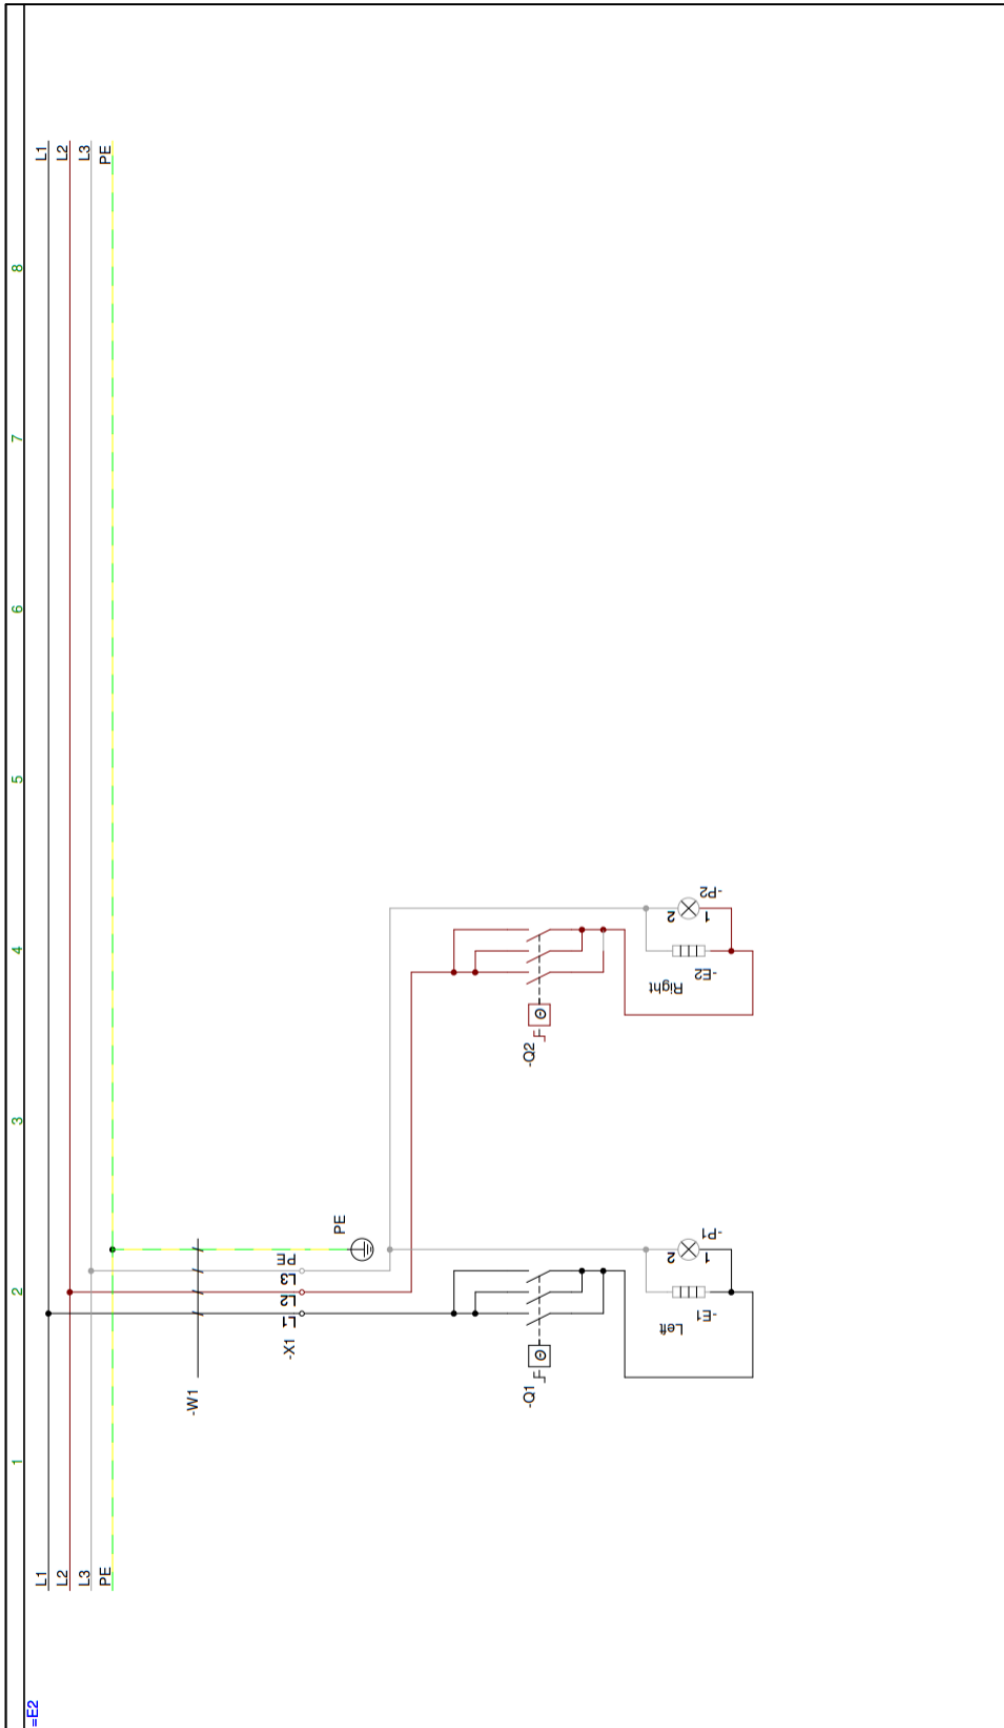 =E2
1 2 3 4 5 6 7 8
L1 L1
L2 L2
L3 L3
PE PE
-W1
-X1 L1 L2 L3 PE
PE
-Q1
-Q2
Left
-E1
2
1
-P1
Right
-E2
2
1
-P2